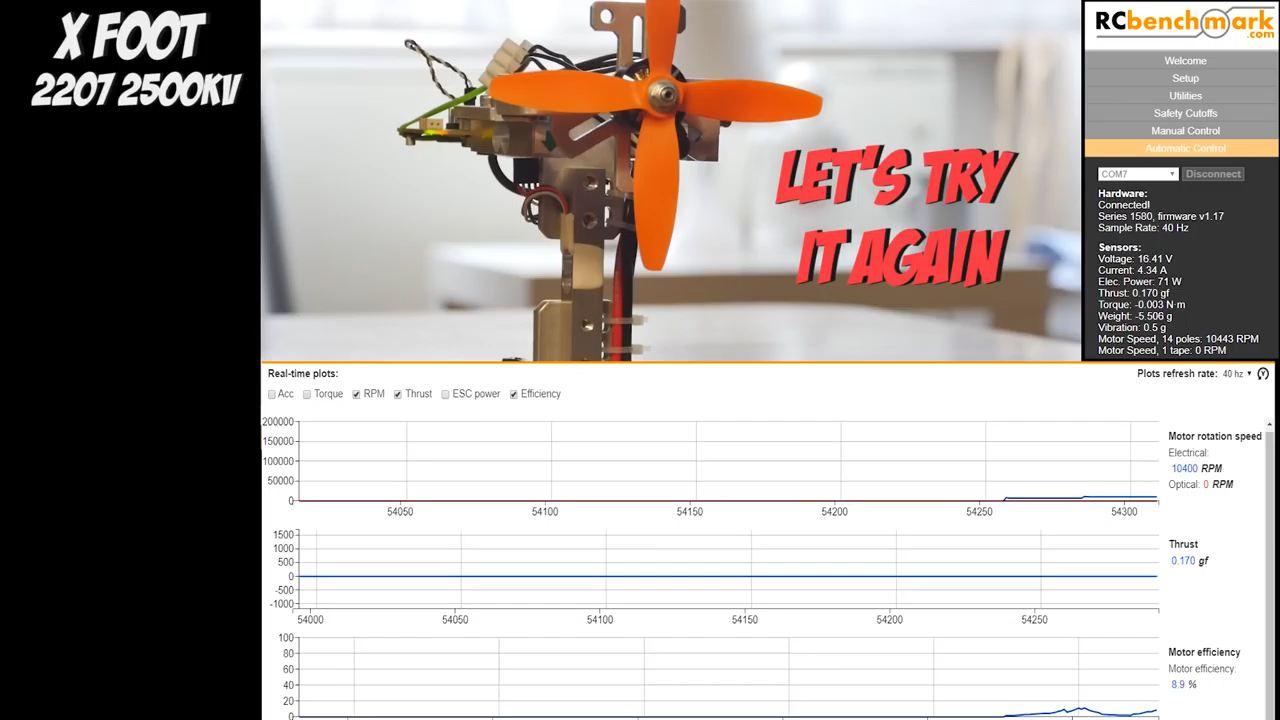 X FOOT
2207 2500KV
LET'S TRY
IT AGAIN
RCbenchmark
.com
Welcome
Setup
Utilities
Safety Cutoffs
Manual Control
Automatic Control
COM7
Disconnect
Hardware:
Connected!
Series 1580, firmware v1.17
Sample Rate: 40 Hz
Sensors:
Voltage: 16.41 V
Current: 4.34 A
Elec. Power: 71 W
Thrust: 0.170 gf
Torque: -0.003 N·m
Weight: -5.506 g
Vibration: 0.5 g
Motor Speed, 14 poles: 10443 RPM
Motor Speed, 1 tape: 0 RPM
Real-time plots:
Plots refresh rate: 40 hz
Acc Torque RPM Thrust ESC power Efficiency
200000
150000
100000
50000
0
54050 54100 54150 54200 54250 54300
Motor rotation speed
Electrical:
10400 RPM
Optical: 0 RPM
1500
1000
500
0
-500
-1000
54000 54050 54100 54150 54200 54250
Thrust
0.170 gf
100
80
60
40
20
0
Motor efficiency
Motor efficiency:
8.9 %